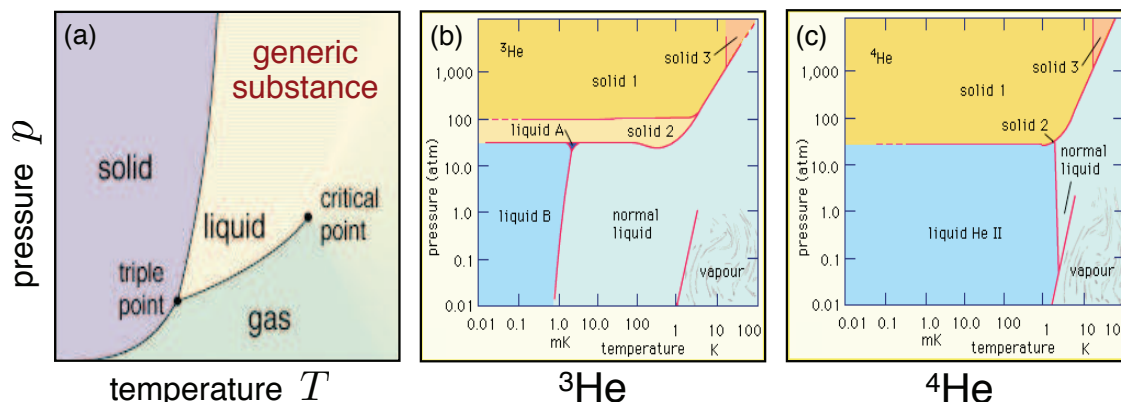 (a)
generic
substance
solid
liquid
critical
point
triple
point
gas
pressure p
temperature T
(b)
³He
solid 3
solid 1
liquid A
solid 2
liquid B
normal
liquid
vapour
pressure (atm)
1,000
100
10.0
1.0
0.1
0.01
0.01 0.1 1.0 10.0 100 1 10 100
mK temperature K
³He
(c)
⁴He
solid 3
solid 1
solid 2
normal
liquid
liquid He II
vapour
pressure (atm)
1,000
100
10.0
1.0
0.1
0.01
0.01 0.1 1.0 10.0 100 1 10 100
mK temperature K
⁴He